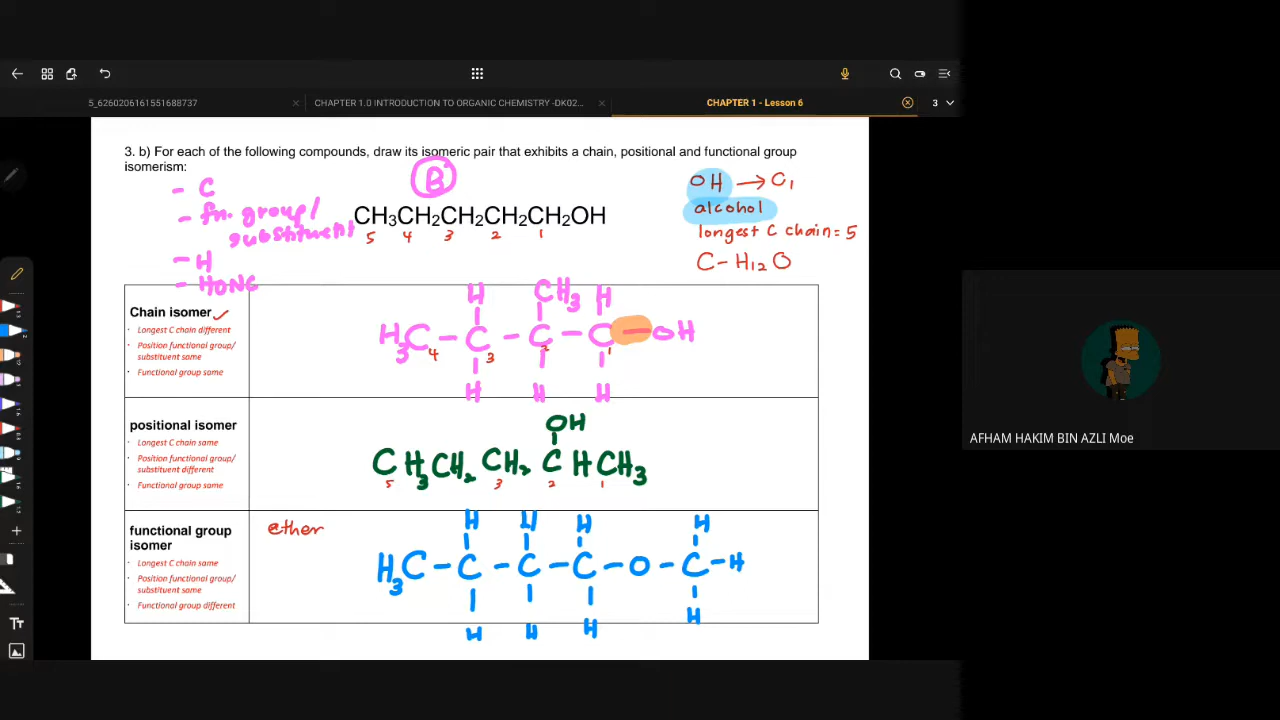 5_6260206161551688737
CHAPTER 1.0 INTRODUCTION TO ORGANIC CHEMISTRY -DK02...
CHAPTER 1 - Lesson 6
3
3. b) For each of the following compounds, draw its isomeric pair that exhibits a chain, positional and functional group
isomerism:
B
- C
- fn. group/
substituent
- H
- HONC
CH₃CH₂CH₂CH₂CH₂OH
5 4 3 2 1
OH → C₁
alcohol
longest C chain = 5
C - H₁₂ O
Chain isomer ✓
· Longest C chain different
· Position functional group/
substituent same
· Functional group same
H CH₃ H
H₃C - C - C - C - OH
4 3 2 1
H H H
positional isomer
· Longest C chain same
· Position functional group/
substituent different
· Functional group same
OH
CH₃CH₂CH₂CHCH₃
5 3 2 1
functional group
isomer
· Longest C chain same
· Position functional group/
substituent same
· Functional group different
ether
H H H H
H₃C - C - C - C - O - C - H
H H H H
TT
AFHAM HAKIM BIN AZLI Moe